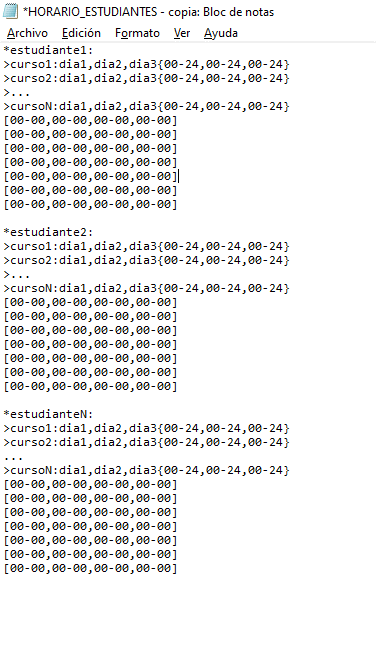 *HORARIO_ESTUDIANTES - copia: Bloc de notas
Archivo Edición Formato Ver Ayuda
*estudiante1:
>curso1:dia1,dia2,dia3{00-24,00-24,00-24}
>curso2:dia1,dia2,dia3{00-24,00-24,00-24}
>...
>cursoN:dia1,dia2,dia3{00-24,00-24,00-24}
[00-00,00-00,00-00,00-00]
[00-00,00-00,00-00,00-00]
[00-00,00-00,00-00,00-00]
[00-00,00-00,00-00,00-00]
[00-00,00-00,00-00,00-00]
[00-00,00-00,00-00,00-00]
[00-00,00-00,00-00,00-00]
*estudiante2:
>curso1:dia1,dia2,dia3{00-24,00-24,00-24}
>curso2:dia1,dia2,dia3{00-24,00-24,00-24}
>...
>cursoN:dia1,dia2,dia3{00-24,00-24,00-24}
[00-00,00-00,00-00,00-00]
[00-00,00-00,00-00,00-00]
[00-00,00-00,00-00,00-00]
[00-00,00-00,00-00,00-00]
[00-00,00-00,00-00,00-00]
[00-00,00-00,00-00,00-00]
[00-00,00-00,00-00,00-00]
*estudianteN:
>curso1:dia1,dia2,dia3{00-24,00-24,00-24}
>curso2:dia1,dia2,dia3{00-24,00-24,00-24}
...
>cursoN:dia1,dia2,dia3{00-24,00-24,00-24}
[00-00,00-00,00-00,00-00]
[00-00,00-00,00-00,00-00]
[00-00,00-00,00-00,00-00]
[00-00,00-00,00-00,00-00]
[00-00,00-00,00-00,00-00]
[00-00,00-00,00-00,00-00]
[00-00,00-00,00-00,00-00]